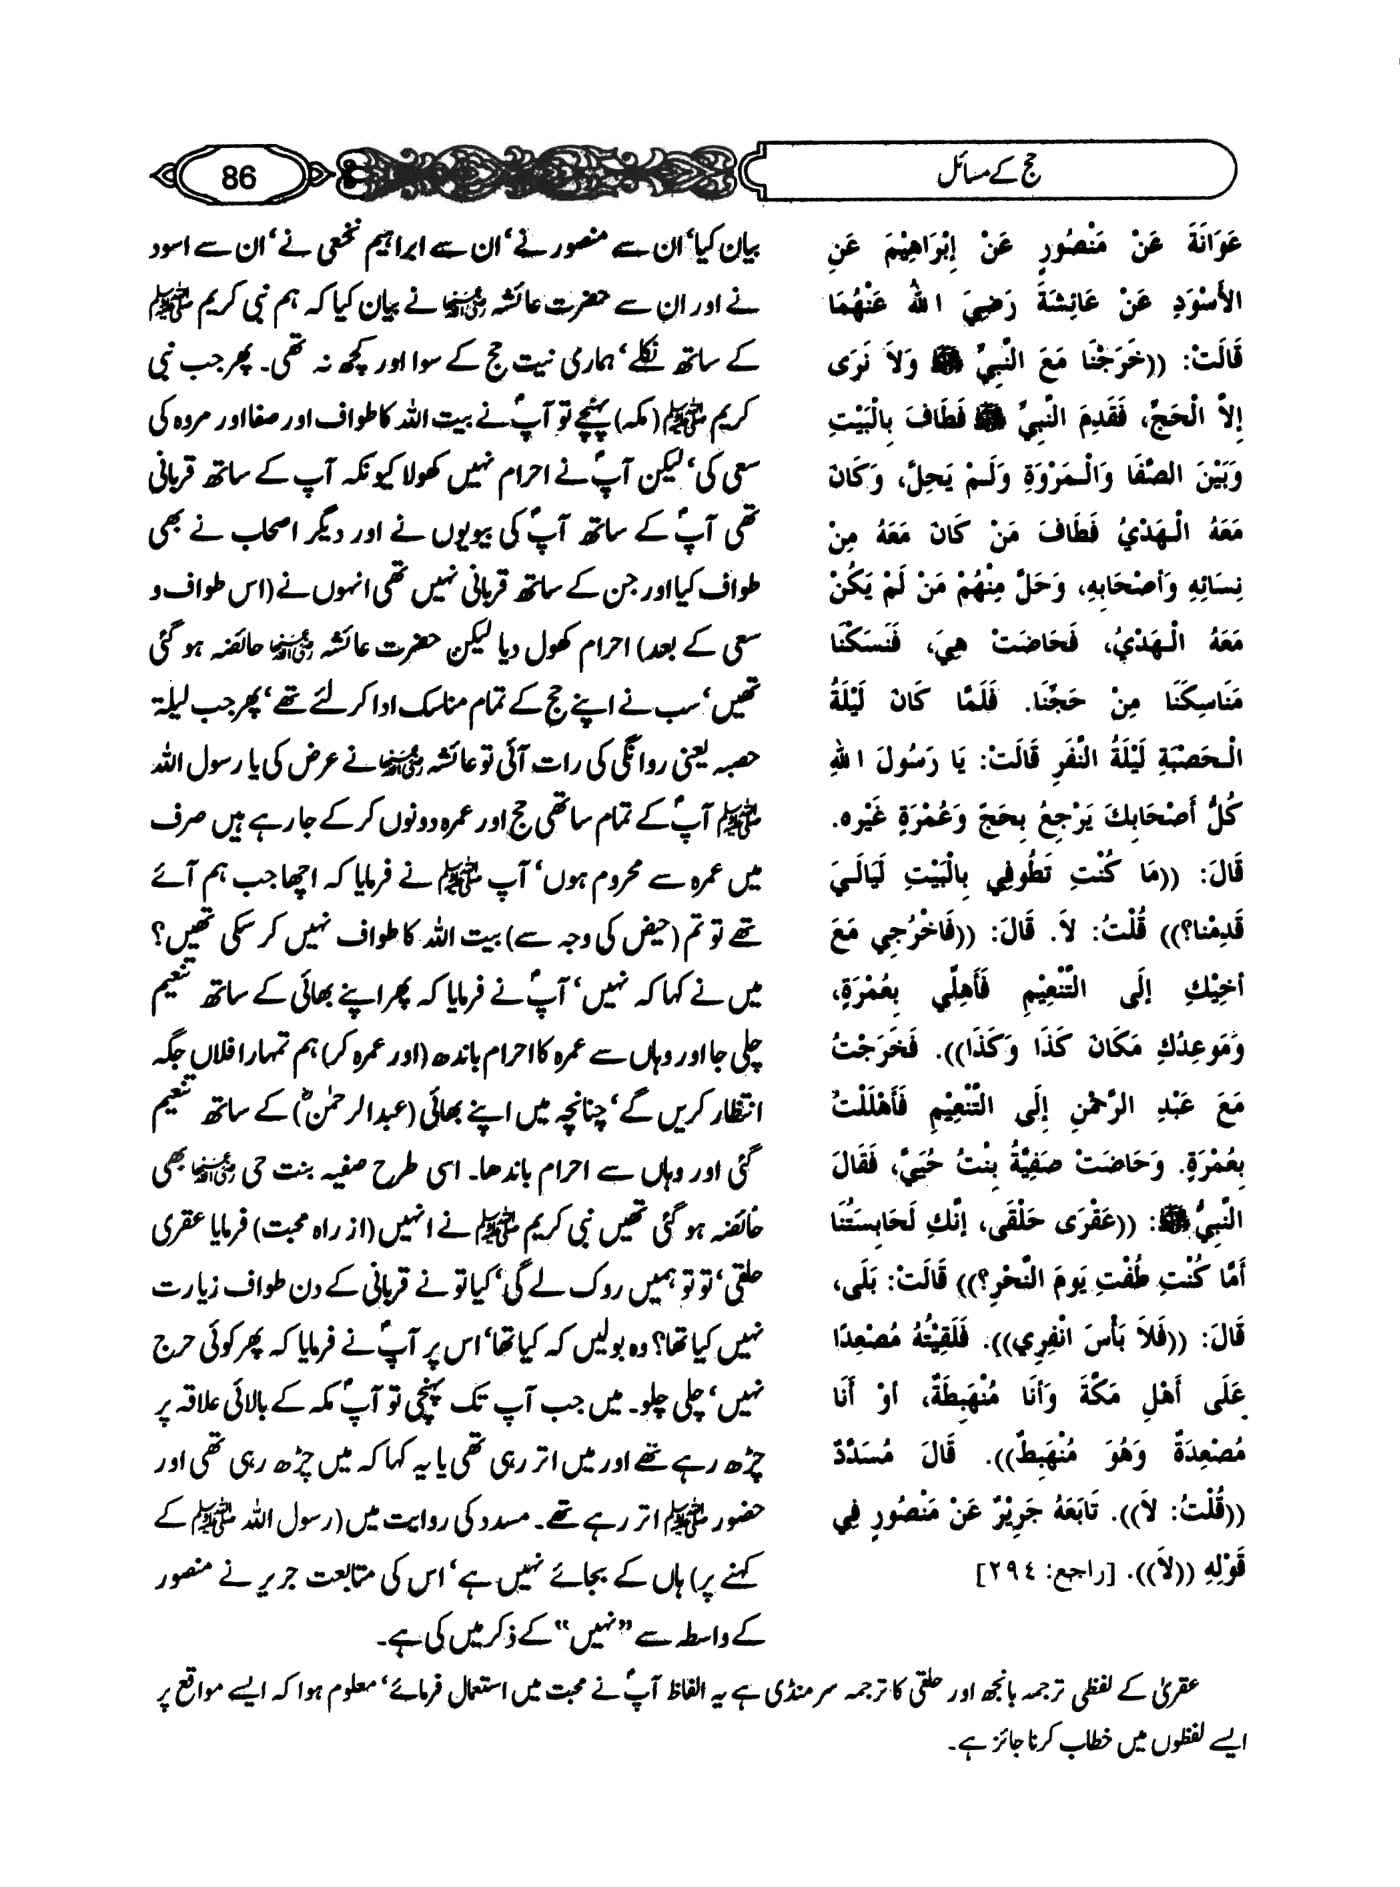 حج کے مسائل
86
عَوَانَةَ عَنْ مَنْصُورٍ عَنْ إِبْرَاهِيْمَ عَنِ
الأَسْوَدِ عَنْ عَائِشَةَ رَضِيَ اللهُ عَنْهُمَا
قَالَتْ: ((خَرَجْنَا مَعَ النَّبِيِّ ﷺ وَلاَ نَرَى
إِلاَّ الْحَجَّ، فَقَدِمَ النَّبِيُّ ﷺ فَطَافَ بِالْبَيْتِ
وَبَيْنَ الصَّفَا وَالْـمَرْوَةِ وَلَـمْ يَحِلَّ، وَكَانَ
مَعَهُ الْـهَدْيُ فَطَافَ مَنْ كَانَ مَعَهُ مِنْ
نِسَائِهِ وَأَصْحَابِهِ، وَحَلَّ مِنْهُمْ مَنْ لَمْ يَكُنْ
مَعَهُ الْـهَدْيُ، فَحَاضَتْ هِيَ، فَنَسَكْنَا
مَنَاسِكَنَا مِنْ حَجِّنَا. فَلَمَّا كَانَ لَيْلَةُ
الْـحَصْبَةِ لَيْلَةُ النَّفَرِ قَالَتْ: يَا رَسُولَ اللهِ
كُلُّ أَصْحَابِكَ يَرْجِعُ بِحَجٍّ وَعُمْرَةٍ غَيْرِه.
قَالَ: ((مَا كُنْتِ تَطُوفِي بِالْبَيْتِ لَيَالَيَ
قَدِمْنا؟)) قُلْتُ: لاَ. قَالَ: ((فَاخْرُجِي مَعَ
أَخِيْكِ إِلَى التَّنْعِيْمِ فَأَهِلِّي بِعُمْرَةٍ،
وَمَوعِدُكِ مَكَانَ كَذَا وَكَذَا)). فَخَرَجْتُ
مَعَ عَبْدِ الرَّحْمٰنِ إِلَى التَّنْعِيْمِ فَأَهْلَلْتُ
بِعُمْرَةٍ. وَحَاضَتْ صَفِيَّةُ بِنْتُ حُيَيٍّ، فَقَالَ
النَّبِيُّ ﷺ: ((عَقْرَى حَلْقَى، إِنَّكِ لَحَابِسَتُنَا
أَمَّا كُنْتِ طُفْتِ يَومَ النَّحْرِ؟)) قَالَتْ: بَلَى،
قَالَ: ((فَلاَ بَأْسَ انْفِرِي)). فَلَقِيْتُهُ مُصْعِدًا
عَلَى أَهْلِ مَكَّةَ وَأَنَا مُنْهَبِطَةٌ، أَوْ أَنَا
مُصْعِدَةٌ وَهُوَ مُنْهَبِطٌ)). قَالَ مُسَدَّدٌ
((قُلْتُ: لاَ)). تَابَعَهُ جَرِيْرٌ عَنْ مَنْصُورٍ فِي
قَوْلِهِ ((لاَ)). [راجع: ٢٩٤]
بیان کیا‘ ان سے منصور نے‘ ان سے ابراہیم نخعی نے‘ ان سے اسود
نے اور ان سے حضرت عائشہ رضی اللہ عنہا نے بیان کیا کہ ہم نبی کریم ﷺ
کے ساتھ نکلے‘ ہماری نیت حج کے سوا اور کچھ نہ تھی۔ پھر جب نبی
کریم ﷺ (مکہ) پہنچے تو آپؐ نے بیت اللہ کا طواف اور صفا اور مروہ کی
سعی کی‘ لیکن آپؐ نے احرام نہیں کھولا کیونکہ آپ کے ساتھ قربانی
تھی آپؐ کے ساتھ آپؐ کی بیویوں نے اور دیگر اصحاب نے بھی
طواف کیا اور جن کے ساتھ قربانی نہیں تھی انہوں نے (اس طواف و
سعی کے بعد) احرام کھول دیا لیکن حضرت عائشہ رضی اللہ عنہا حائضہ ہو گئی
تھیں‘ سب نے اپنے حج کے تمام مناسک ادا کر لئے تھے‘ پھر جب لیلۃ
حصبہ یعنی روانگی کی رات آئی تو عائشہ رضی اللہ عنہا نے عرض کی یا رسول اللہ
ﷺ آپؐ کے تمام ساتھی حج اور عمرہ دونوں کر کے جا رہے ہیں صرف
میں عمرہ سے محروم ہوں‘ آپ ﷺ نے فرمایا کہ اچھا جب ہم آئے
تھے تو تم (حیض کی وجہ سے) بیت اللہ کا طواف نہیں کر سکی تھیں؟
میں نے کہا کہ نہیں‘ آپؐ نے فرمایا کہ پھر اپنے بھائی کے ساتھ تنعیم
چلی جا اور وہاں سے عمرہ کا احرام باندھ (اور عمرہ کر) ہم تمہارا فلاں جگہ
انتظار کریں گے‘ چنانچہ میں اپنے بھائی (عبدالرحمٰنؓ) کے ساتھ تنعیم
گئی اور وہاں سے احرام باندھا۔ اسی طرح صفیہ بنت حی رضی اللہ عنہا بھی
حائضہ ہو گئی تھیں نبی کریم ﷺ نے انہیں (از راہ محبت) فرمایا عقری
حلقی‘ تو تو ہمیں روک لے گی‘ کیا تو نے قربانی کے دن طواف زیارت
نہیں کیا تھا؟ وہ بولیں کہ کیا تھا‘ اس پر آپؐ نے فرمایا کہ پھر کوئی حرج
نہیں‘ چلی چلو۔ میں جب آپ تک پہنچی تو آپؐ مکہ کے بالائی علاقہ پر
چڑھ رہے تھے اور میں اتر رہی تھی یا یہ کہا کہ میں چڑھ رہی تھی اور
حضور ﷺ اتر رہے تھے۔ مسدد کی روایت میں (رسول اللہ ﷺ کے
کہنے پر) ہاں کے بجائے نہیں ہے‘ اس کی متابعت جریر نے منصور
کے واسطہ سے ’’نہیں‘‘ کے ذکر میں کی ہے۔
عقریٰ کے لفظی ترجمہ بانجھ اور حلقی کا ترجمہ سر منڈی ہے یہ الفاظ آپؐ نے محبت میں استعمال فرمائے‘ معلوم ہوا کہ ایسے مواقع پر
ایسے لفظوں میں خطاب کرنا جائز ہے۔